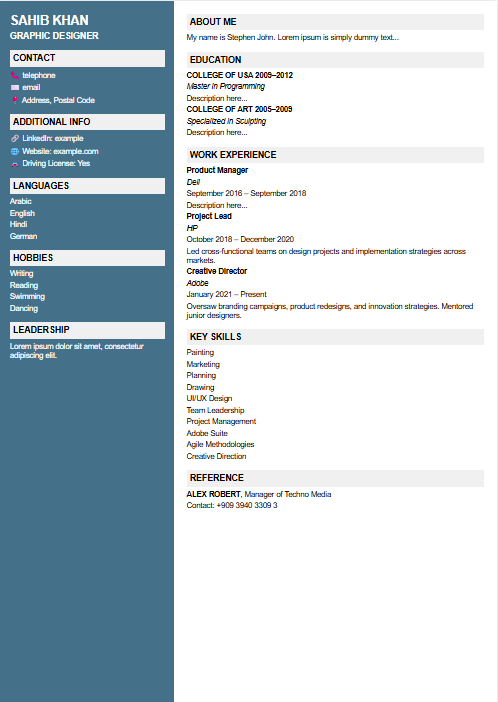 SAHIB KHAN
GRAPHIC DESIGNER
CONTACT
telephone
email
Address, Postal Code
ADDITIONAL INFO
LinkedIn: example
Website: example.com
Driving License: Yes
LANGUAGES
Arabic
English
Hindi
German
HOBBIES
Writing
Reading
Swimming
Dancing
LEADERSHIP
Lorem ipsum dolor sit amet, consectetur
adipiscing elit.
ABOUT ME
My name is Stephen John. Lorem ipsum is simply dummy text...
EDUCATION
COLLEGE OF USA 2009–2012
Master in Programming
Description here...
COLLEGE OF ART 2005–2009
Specialized in Sculpting
Description here...
WORK EXPERIENCE
Product Manager
Dell
September 2016 – September 2018
Description here...
Project Lead
HP
October 2018 – December 2020
Led cross-functional teams on design projects and implementation strategies across
markets.
Creative Director
Adobe
January 2021 – Present
Oversaw branding campaigns, product redesigns, and innovation strategies. Mentored
junior designers.
KEY SKILLS
Painting
Marketing
Planning
Drawing
UI/UX Design
Team Leadership
Project Management
Adobe Suite
Agile Methodologies
Creative Direction
REFERENCE
ALEX ROBERT, Manager of Techno Media
Contact: +909 3940 3309 3